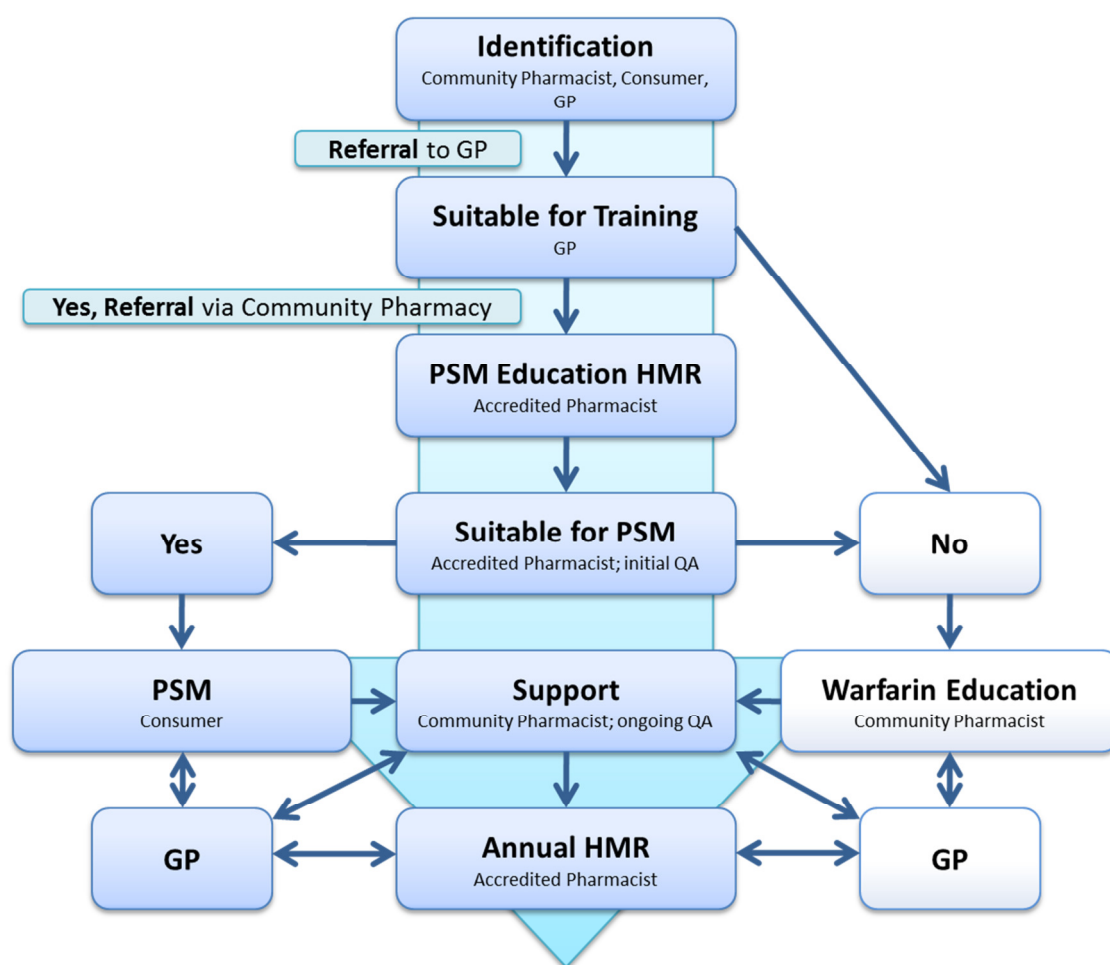 Identification
Community Pharmacist, Consumer,
GP
Referral to GP
Suitable for Training
GP
Yes, Referral via Community Pharmacy
PSM Education HMR
Accredited Pharmacist
Yes
Suitable for PSM
Accredited Pharmacist; initial QA
No
PSM
Consumer
Support
Community Pharmacist; ongoing QA
Warfarin Education
Community Pharmacist
GP
Annual HMR
Accredited Pharmacist
GP